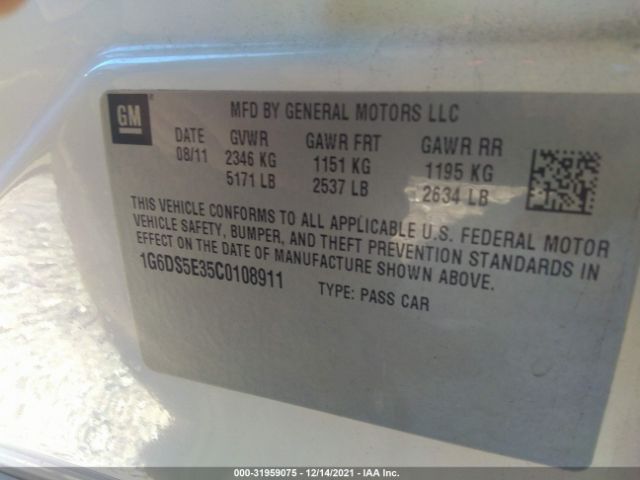 GM
MFD BY GENERAL MOTORS LLC
DATE GVWR GAWR FRT GAWR RR
08/11 2346 KG 1151 KG 1195 KG
5171 LB 2537 LB 2634 LB
THIS VEHICLE CONFORMS TO ALL APPLICABLE U.S. FEDERAL MOTOR
VEHICLE SAFETY, BUMPER, AND THEFT PREVENTION STANDARDS IN
EFFECT ON THE DATE OF MANUFACTURE SHOWN ABOVE.
1G6DS5E35C0108911 TYPE: PASS CAR
000-31959075 - 12/14/2021 - IAA Inc.